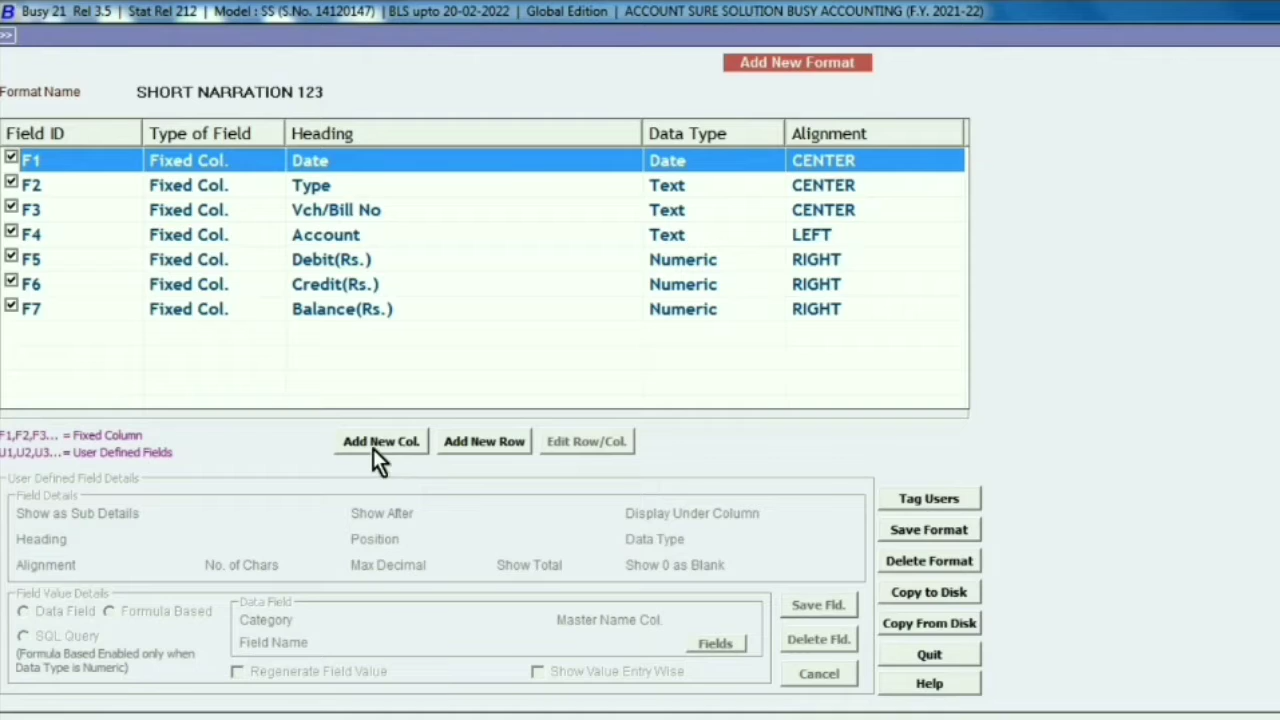 Busy 21 Rel 3.5 | Stat Rel 212 | Model : SS (S.No. 14120147) | BLS upto 20-02-2022 | Global Edition | ACCOUNT SURE SOLUTION BUSY ACCOUNTING (F.Y. 2021-22)
>>
Add New Format
Format Name SHORT NARRATION 123
Field ID Type of Field Heading Data Type Alignment
F1 Fixed Col. Date Date CENTER
F2 Fixed Col. Type Text CENTER
F3 Fixed Col. Vch/Bill No Text CENTER
F4 Fixed Col. Account Text LEFT
F5 Fixed Col. Debit(Rs.) Numeric RIGHT
F6 Fixed Col. Credit(Rs.) Numeric RIGHT
F7 Fixed Col. Balance(Rs.) Numeric RIGHT
F1,F2,F3... = Fixed Column
U1,U2,U3... = User Defined Fields
Add New Col. Add New Row Edit Row/Col.
User Defined Field Details
Field Details
Show as Sub Details Show After Display Under Column
Heading Position Data Type
Alignment No. of Chars Max Decimal Show Total Show 0 as Blank
Field Value Details
Data Field Formula Based
SQL Query
(Formula Based Enabled only when
Data Type is Numeric)
Data Field
Category Master Name Col.
Field Name Fields
Regenerate Field Value Show Value Entry Wise
Save Fld.
Delete Fld.
Cancel
Tag Users
Save Format
Delete Format
Copy to Disk
Copy From Disk
Quit
Help